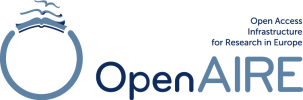 Open Access
Infrastructure
for Research in Europe
OpenAIRE